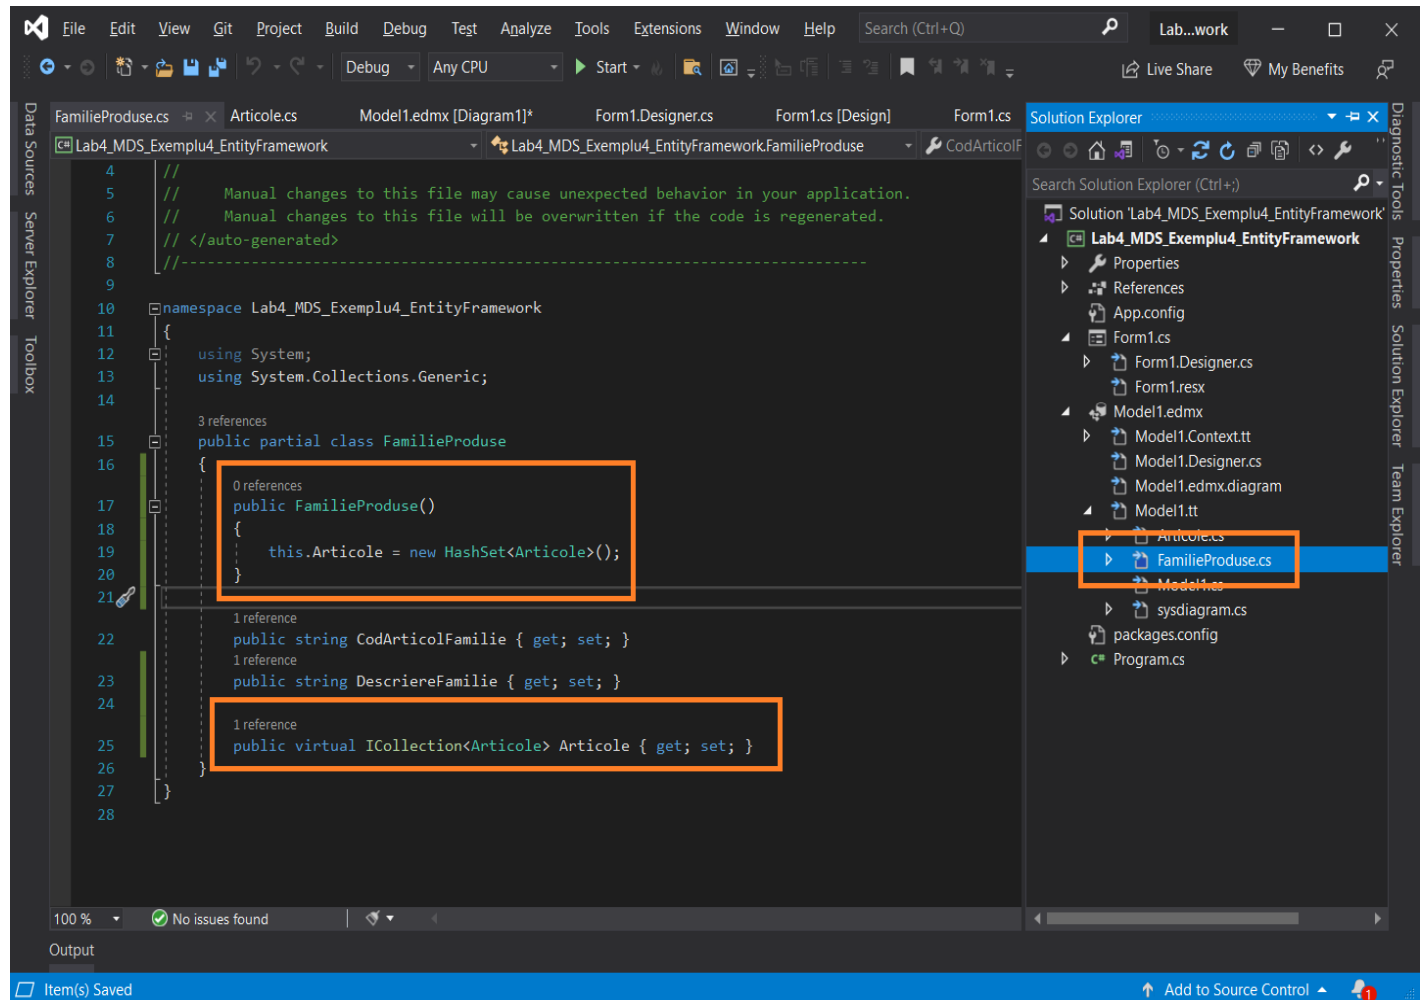 File Edit View Git Project Build Debug Test Analyze Tools Extensions Window Help Search (Ctrl+Q) Lab...work
Debug Any CPU Start Live Share My Benefits
Data Sources
Server Explorer
Toolbox
FamilieProduse.cs Articole.cs Model1.edmx [Diagram1]* Form1.Designer.cs Form1.cs [Design] Form1.cs
C# Lab4_MDS_Exemplu4_EntityFramework Lab4_MDS_Exemplu4_EntityFramework.FamilieProduse CodArticolF
4 //
5 // Manual changes to this file may cause unexpected behavior in your application.
6 // Manual changes to this file will be overwritten if the code is regenerated.
7 // </auto-generated>
8 //------------------------------------------------------------------------------
9
10 namespace Lab4_MDS_Exemplu4_EntityFramework
11 {
12 using System;
13 using System.Collections.Generic;
14
3 references
15 public partial class FamilieProduse
16 {
0 references
17 public FamilieProduse()
18 {
19 this.Articole = new HashSet<Articole>();
20 }
21
1 reference
22 public string CodArticolFamilie { get; set; }
1 reference
23 public string DescriereFamilie { get; set; }
24
1 reference
25 public virtual ICollection<Articole> Articole { get; set; }
26 }
27 }
28
100 % No issues found
Output
Item(s) Saved
Solution Explorer
Search Solution Explorer (Ctrl+;)
Solution 'Lab4_MDS_Exemplu4_EntityFramework'
C# Lab4_MDS_Exemplu4_EntityFramework
Properties
References
App.config
Form1.cs
Form1.Designer.cs
Form1.resx
Model1.edmx
Model1.Context.tt
Model1.Designer.cs
Model1.edmx.diagram
Model1.tt
Articole.cs
FamilieProduse.cs
Model1.cs
sysdiagram.cs
packages.config
C# Program.cs
Diagnostic Tools
Properties
Solution Explorer
Team Explorer
Add to Source Control 1